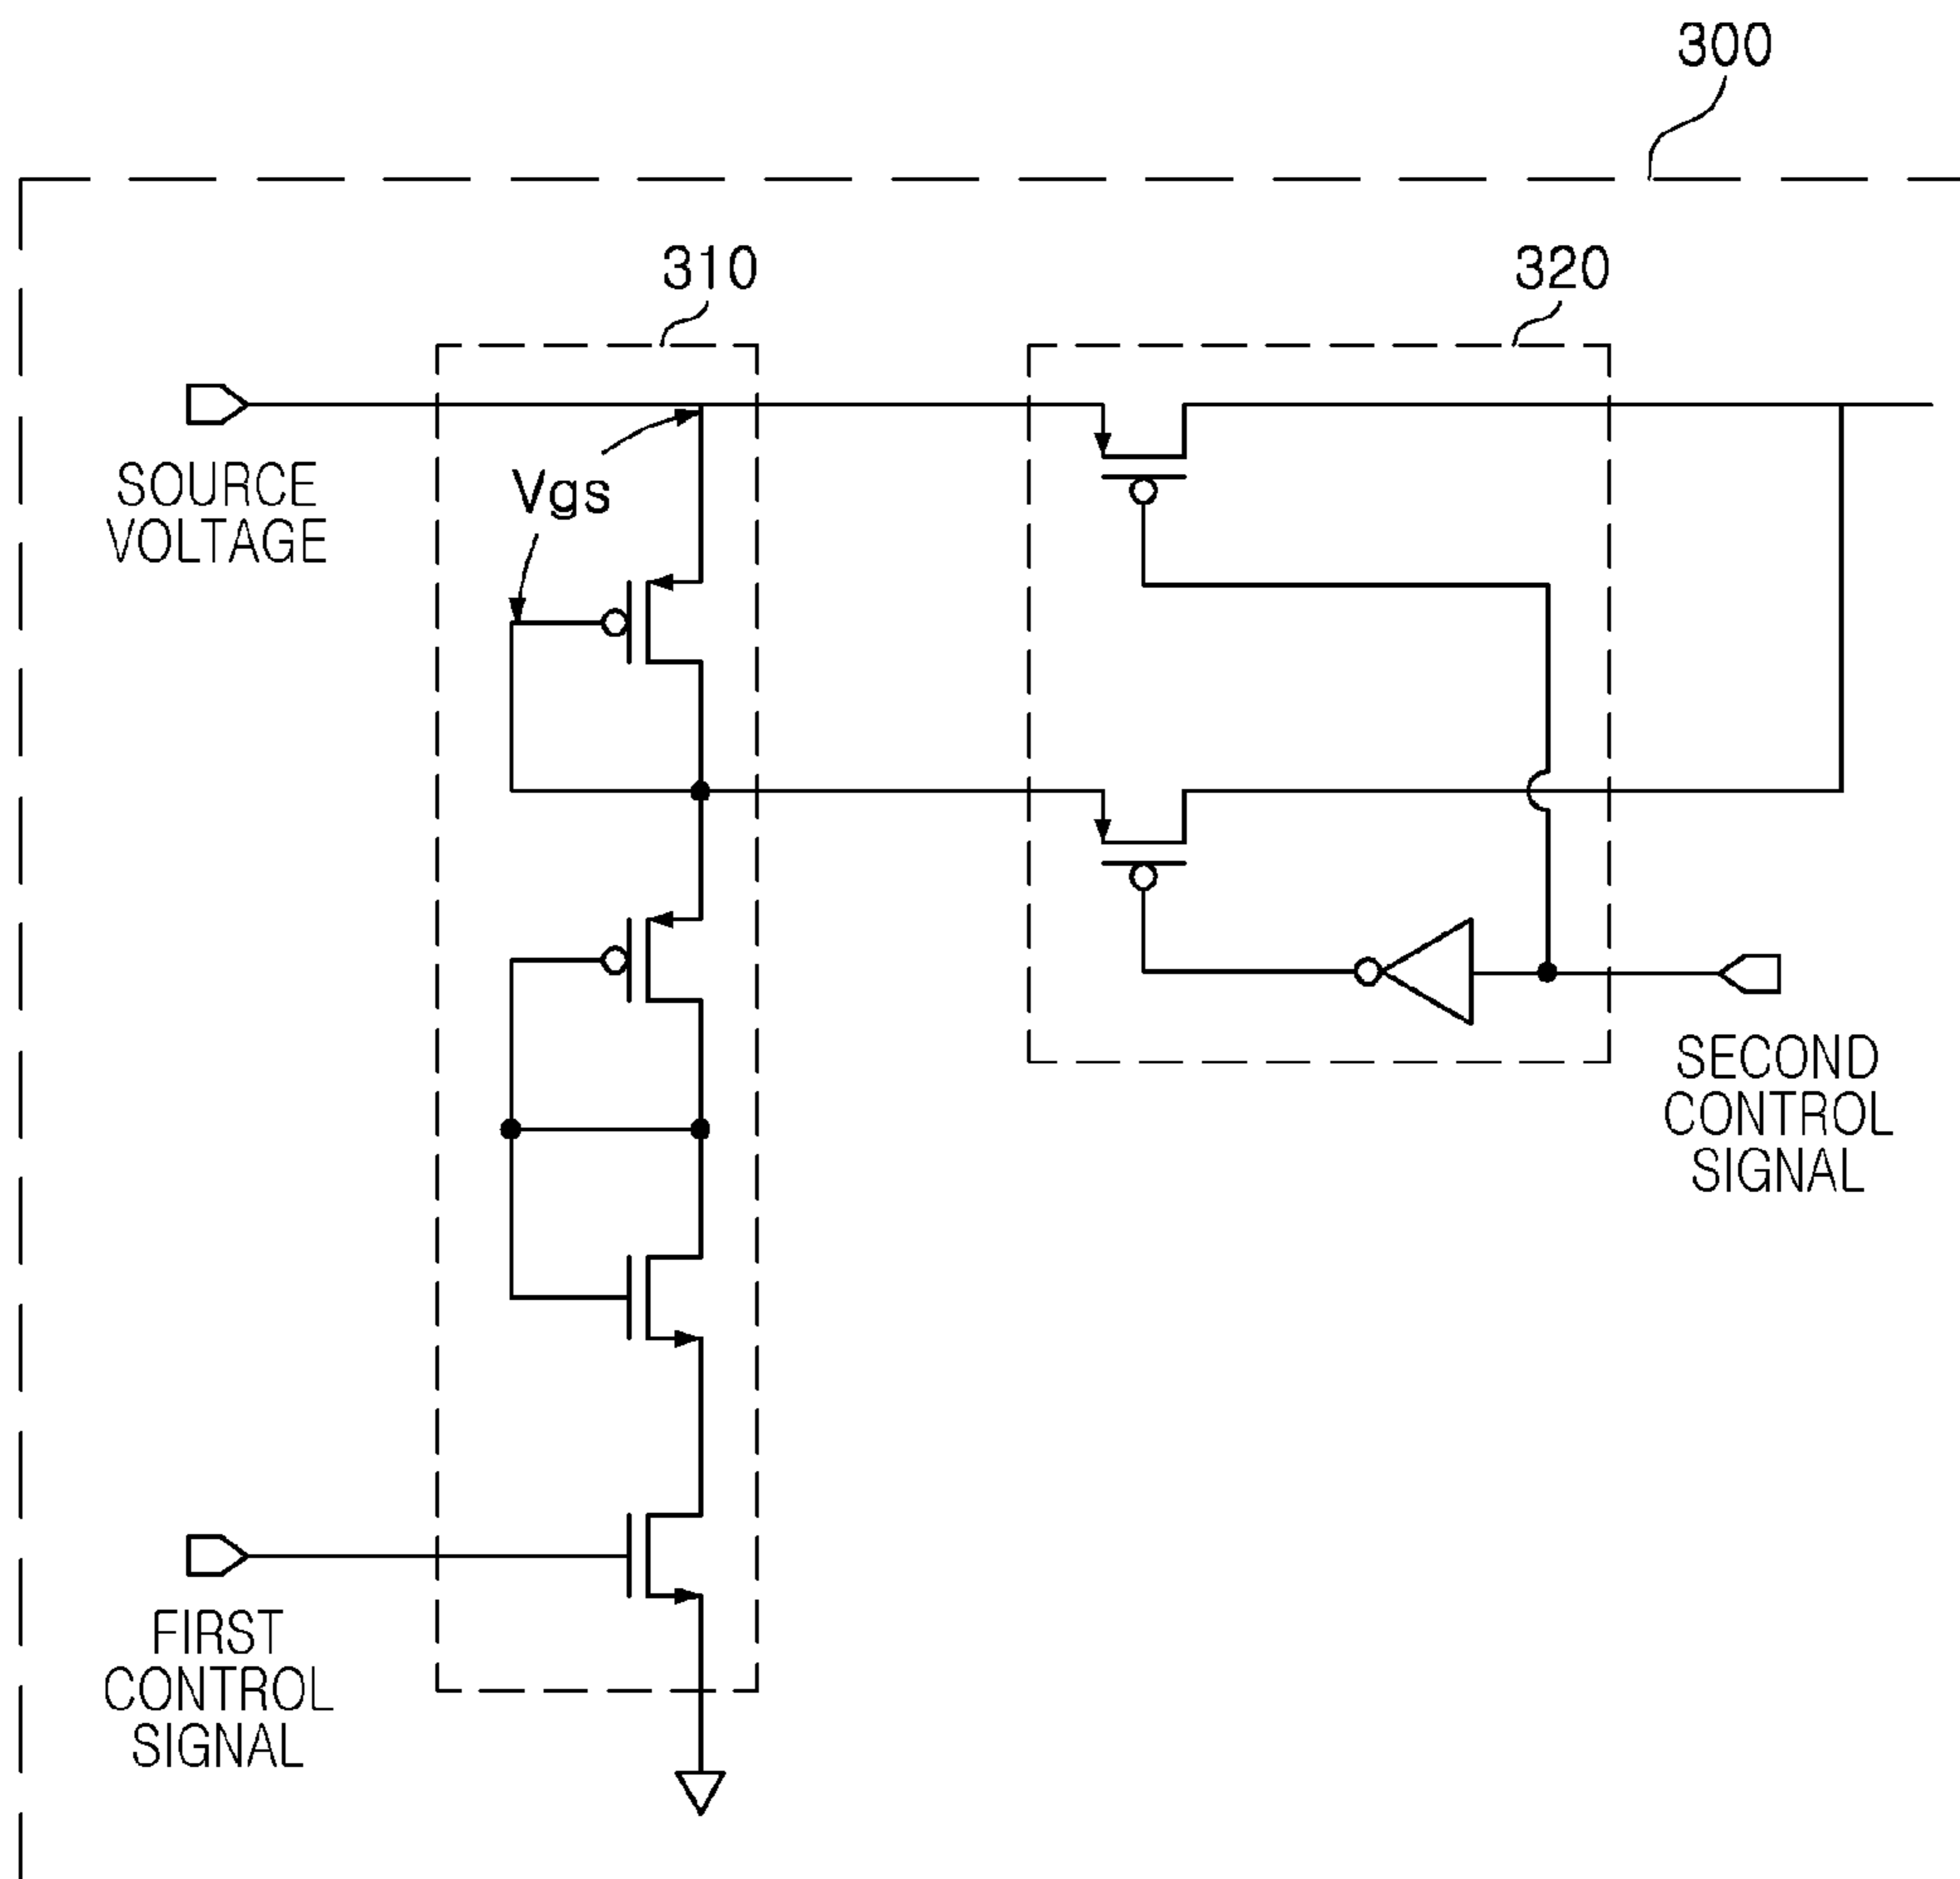 300
310
320
SOURCE
VOLTAGE
Vgs
SECOND
CONTROL
SIGNAL
FIRST
CONTROL
SIGNAL